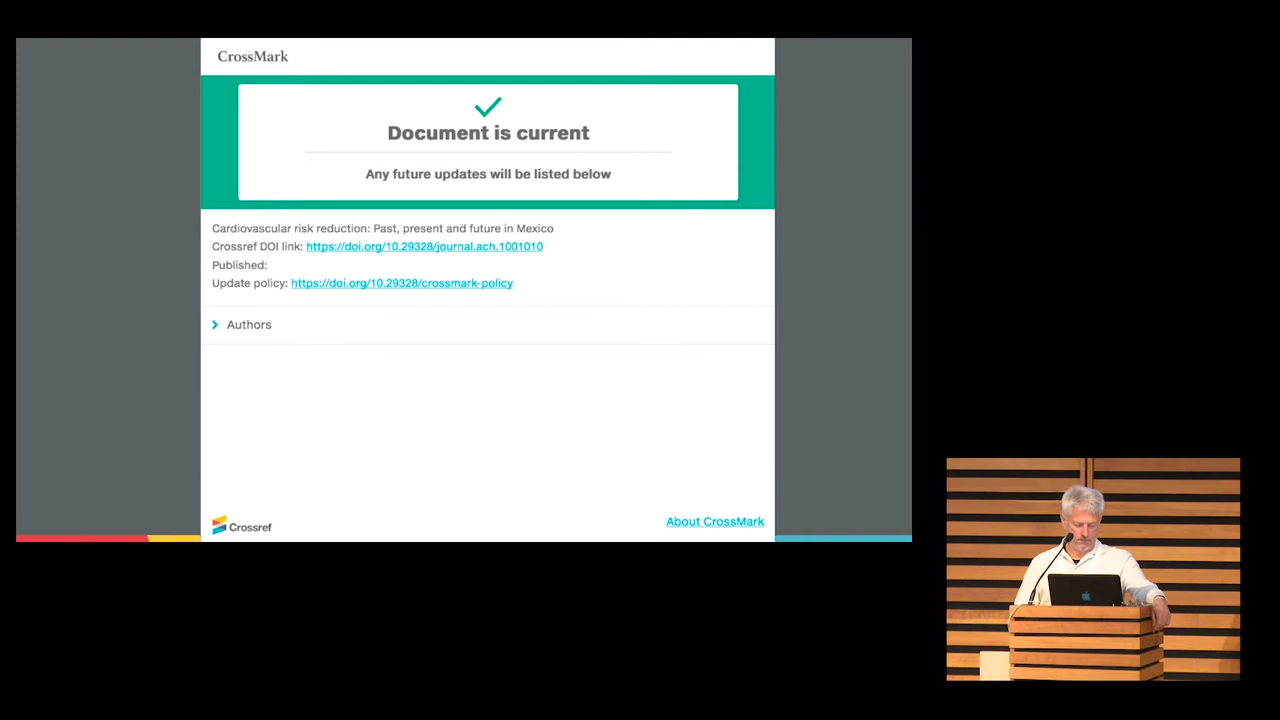 CrossMark
Document is current
Any future updates will be listed below
Cardiovascular risk reduction: Past, present and future in Mexico
Crossref DOI link: https://doi.org/10.29328/journal.ach.1001010
Published:
Update policy: https://doi.org/10.29328/crossmark-policy
Authors
Crossref
About CrossMark